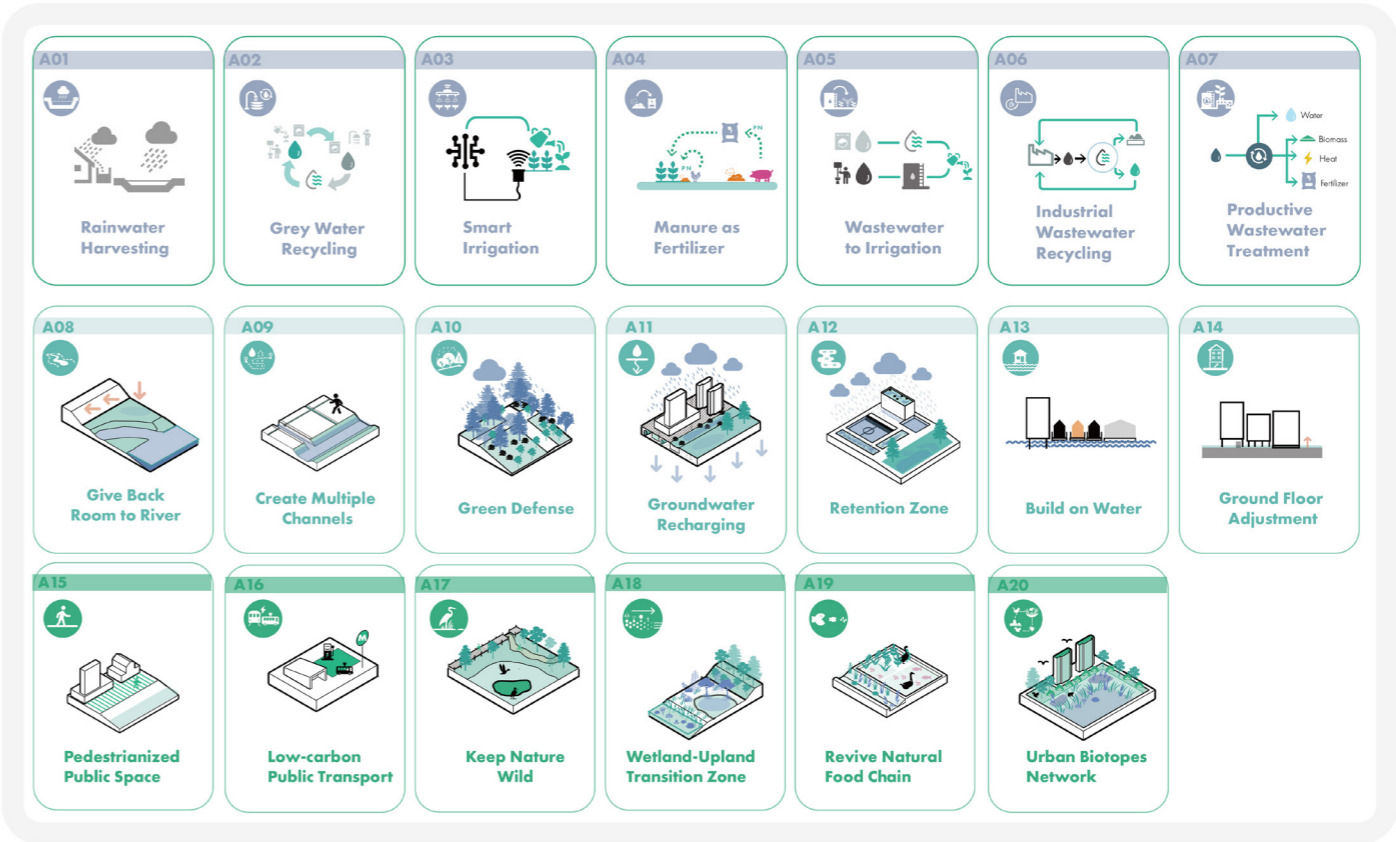 A01
Rainwater
Harvesting
A02
Grey Water
Recycling
A03
Smart
Irrigation
A04
PN
PN
Manure as
Fertilizer
A05
Wastewater
to Irrigation
A06
Industrial
Wastewater
Recycling
A07
Water
Biomass
Heat
Fertilizer
Productive
Wastewater
Treatment
A08
Give Back
Room to River
A09
Create Multiple
Channels
A10
Green Defense
A11
Groundwater
Recharging
A12
Retention Zone
A13
Build on Water
A14
Ground Floor
Adjustment
A15
Pedestrianized
Public Space
A16
M
Low-carbon
Public Transport
A17
Keep Nature
Wild
A18
Wetland-Upland
Transition Zone
A19
Revive Natural
Food Chain
A20
Urban Biotopes
Network